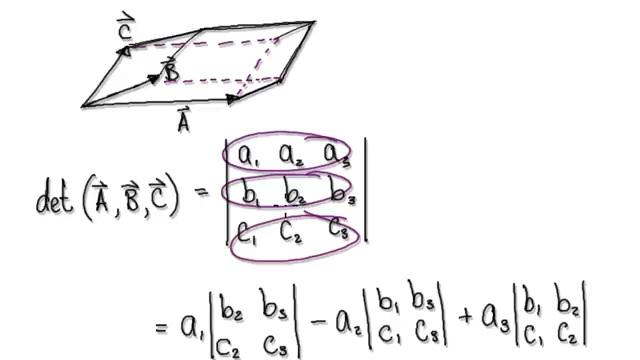 C⃗
B⃗
A⃗
| a₁ a₂ a₃ |
det (A⃗, B⃗, C⃗) = | b₁ b₂ b₃ |
| c₁ c₂ c₃ |
= a₁ | b₂ b₃ | − a₂ | b₁ b₃ | + a₃ | b₁ b₂ |
| c₂ c₃ | | c₁ c₃ | | c₁ c₂ |